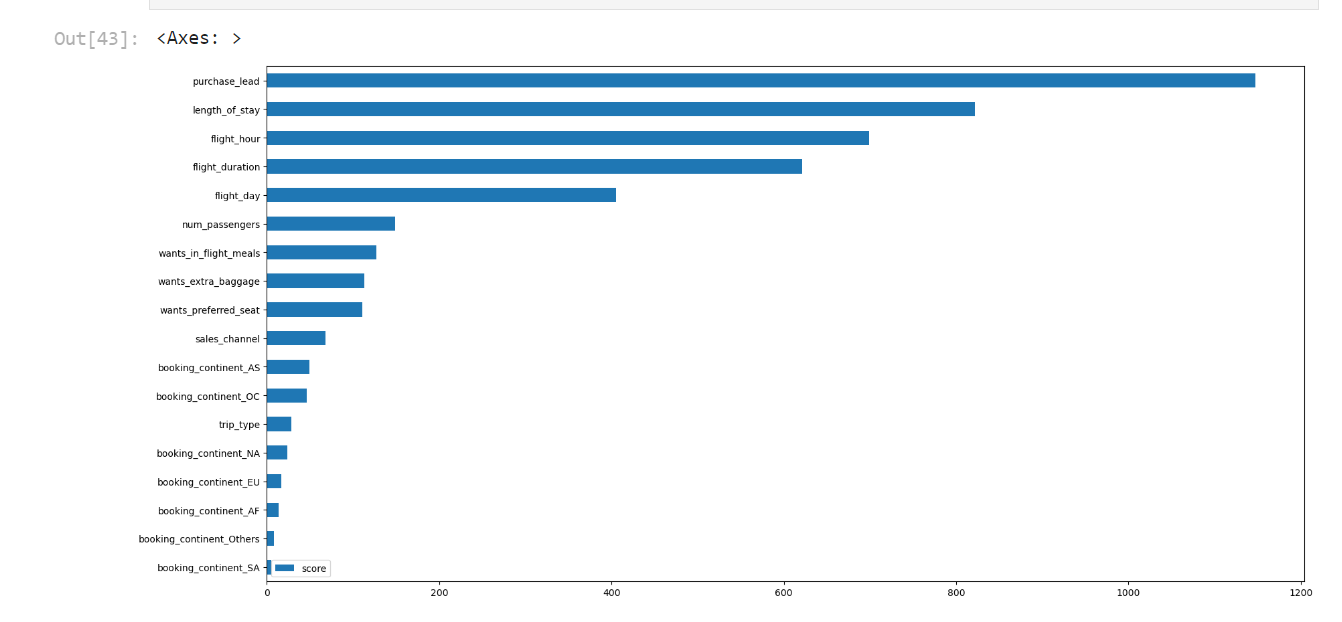 Out[43]: <Axes: >
purchase_lead
length_of_stay
flight_hour
flight_duration
flight_day
num_passengers
wants_in_flight_meals
wants_extra_baggage
wants_preferred_seat
sales_channel
booking_continent_AS
booking_continent_OC
trip_type
booking_continent_NA
booking_continent_EU
booking_continent_AF
booking_continent_Others
booking_continent_SA
score
0 200 400 600 800 1000 1200